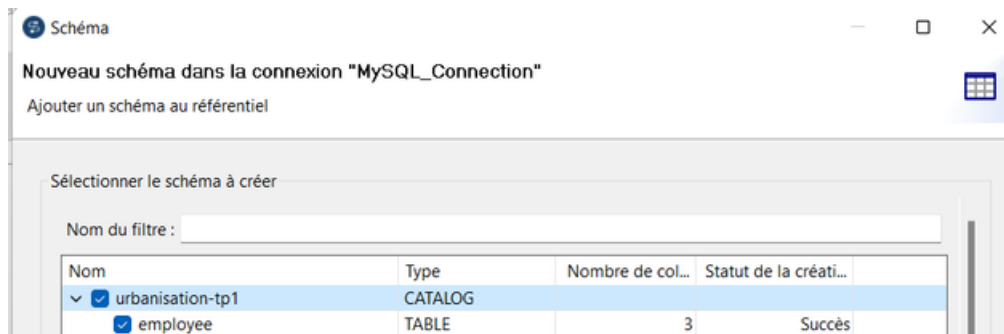 Schéma
Nouveau schéma dans la connexion "MySQL_Connection"
Ajouter un schéma au référentiel
Sélectionner le schéma à créer
Nom du filtre :
Nom Type Nombre de col... Statut de la créati...
urbanisation-tp1 CATALOG
employee TABLE 3 Succès